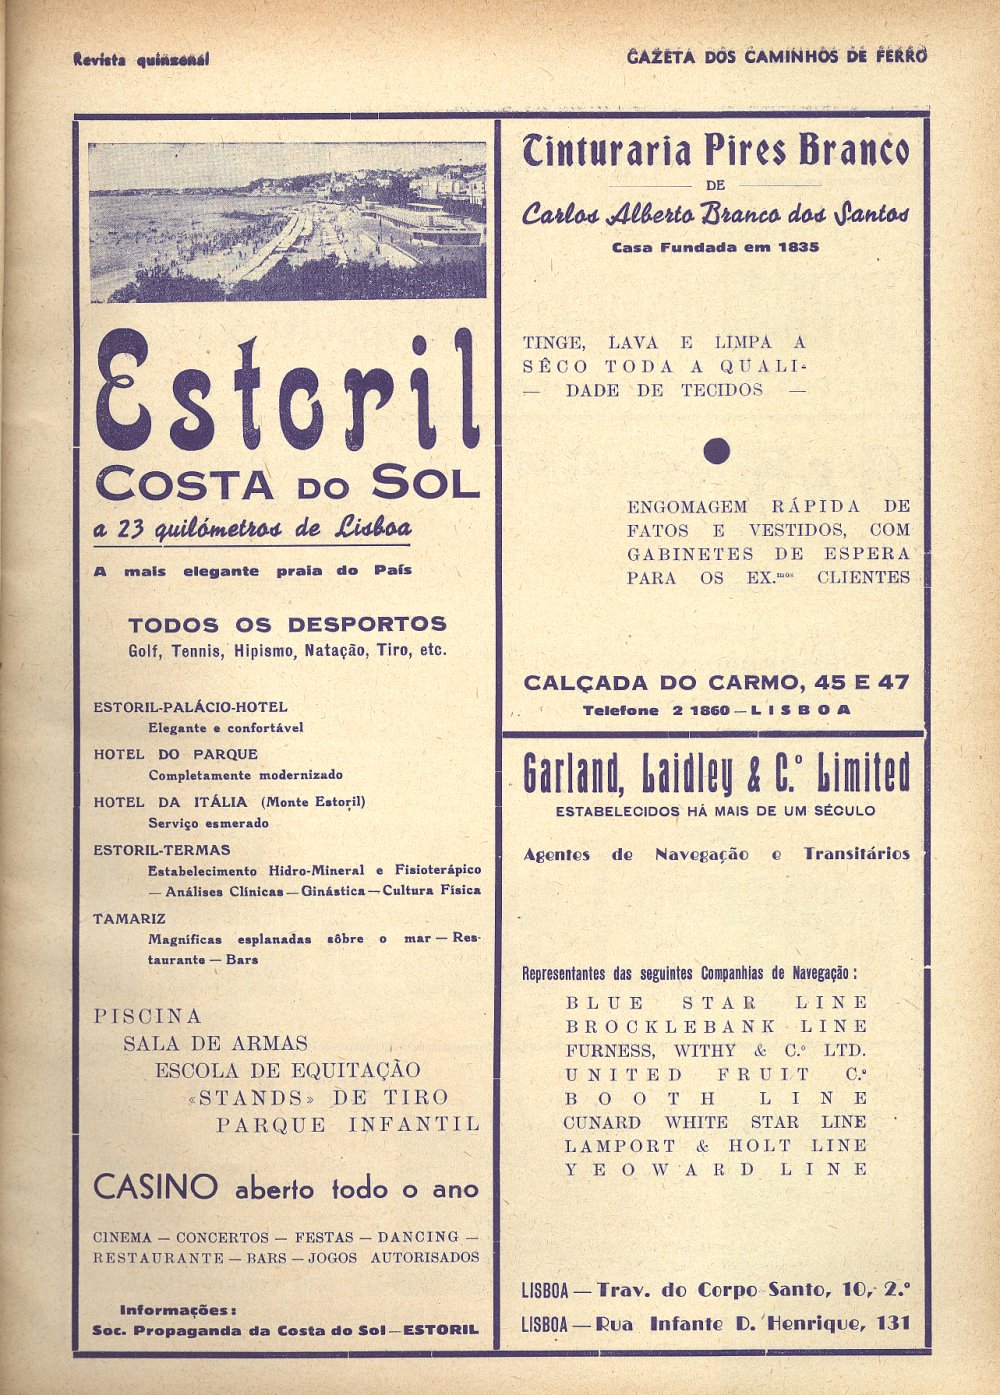 Revista quinzenal
GAZETA DOS CAMINHOS DE FERRO
Estoril
COSTA DO SOL
a 23 quilómetros de Lisboa
A mais elegante praia do País
TODOS OS DESPORTOS
Golf, Tennis, Hipismo, Natação, Tiro, etc.
ESTORIL-PALÁCIO-HOTEL
Elegante e confortável
HOTEL DO PARQUE
Completamente modernizado
HOTEL DA ITÁLIA (Monte Estoril)
Serviço esmerado
ESTORIL-TERMAS
Estabelecimento Hidro-Mineral e Fisioterápico
— Análises Clínicas — Ginástica — Cultura Física
TAMARIZ
Magníficas esplanadas sôbre o mar — Res-
taurante — Bars
PISCINA
SALA DE ARMAS
ESCOLA DE EQUITAÇÃO
«STANDS» DE TIRO
PARQUE INFANTIL
CASINO aberto todo o ano
CINEMA — CONCERTOS — FESTAS — DANCING —
RESTAURANTE — BARS — JOGOS AUTORISADOS
Informações:
Soc. Propaganda da Costa do Sol — ESTORIL
Tinturaria Pires Branco
DE
Carlos Alberto Branco dos Santos
Casa Fundada em 1835
TINGE, LAVA E LIMPA A
SÊCO TODA A QUALI-
— DADE DE TECIDOS —
ENGOMAGEM RÁPIDA DE
FATOS E VESTIDOS, COM
GABINETES DE ESPERA
PARA OS EX.mos CLIENTES
CALÇADA DO CARMO, 45 E 47
Telefone 2 1860 — LISBOA
Garland, Laidley & C.º Limited
ESTABELECIDOS HÁ MAIS DE UM SÉCULO
Agentes de Navegação e Transitários
Representantes das seguintes Companhias de Navegação:
BLUE STAR LINE
BROCKLEBANK LINE
FURNESS, WITHY & C.º LTD.
UNITED FRUIT C.º
BOOTH LINE
CUNARD WHITE STAR LINE
LAMPORT & HOLT LINE
YEOWARD LINE
LISBOA — Trav. do Corpo Santo, 10, 2.º
LISBOA — Rua Infante D. Henrique, 131